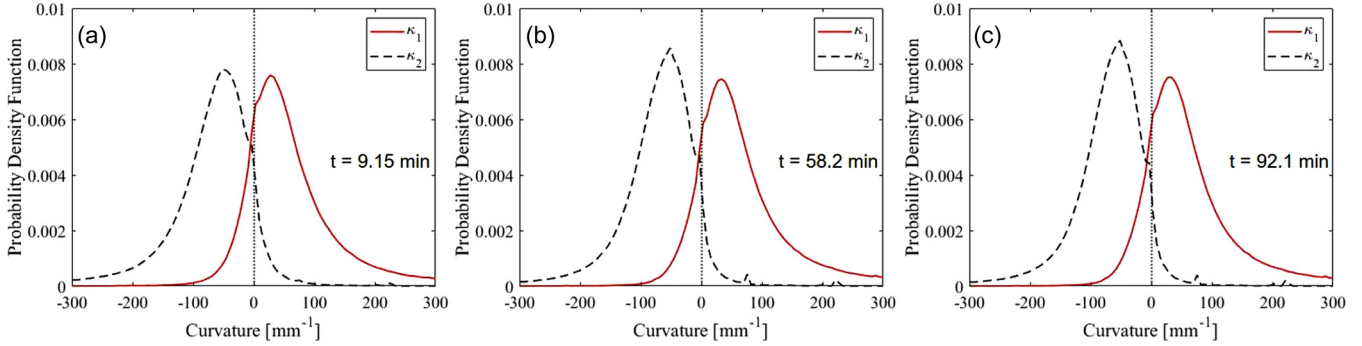 (a)
κ1
κ2
t = 9.15 min
Probability Density Function
0.01
0.008
0.006
0.004
0.002
0
-300 -200 -100 0 100 200 300
Curvature [mm-1]
(b)
κ1
κ2
t = 58.2 min
Probability Density Function
0.01
0.008
0.006
0.004
0.002
0
-300 -200 -100 0 100 200 300
Curvature [mm-1]
(c)
κ1
κ2
t = 92.1 min
Probability Density Function
0.01
0.008
0.006
0.004
0.002
0
-300 -200 -100 0 100 200 300
Curvature [mm-1]